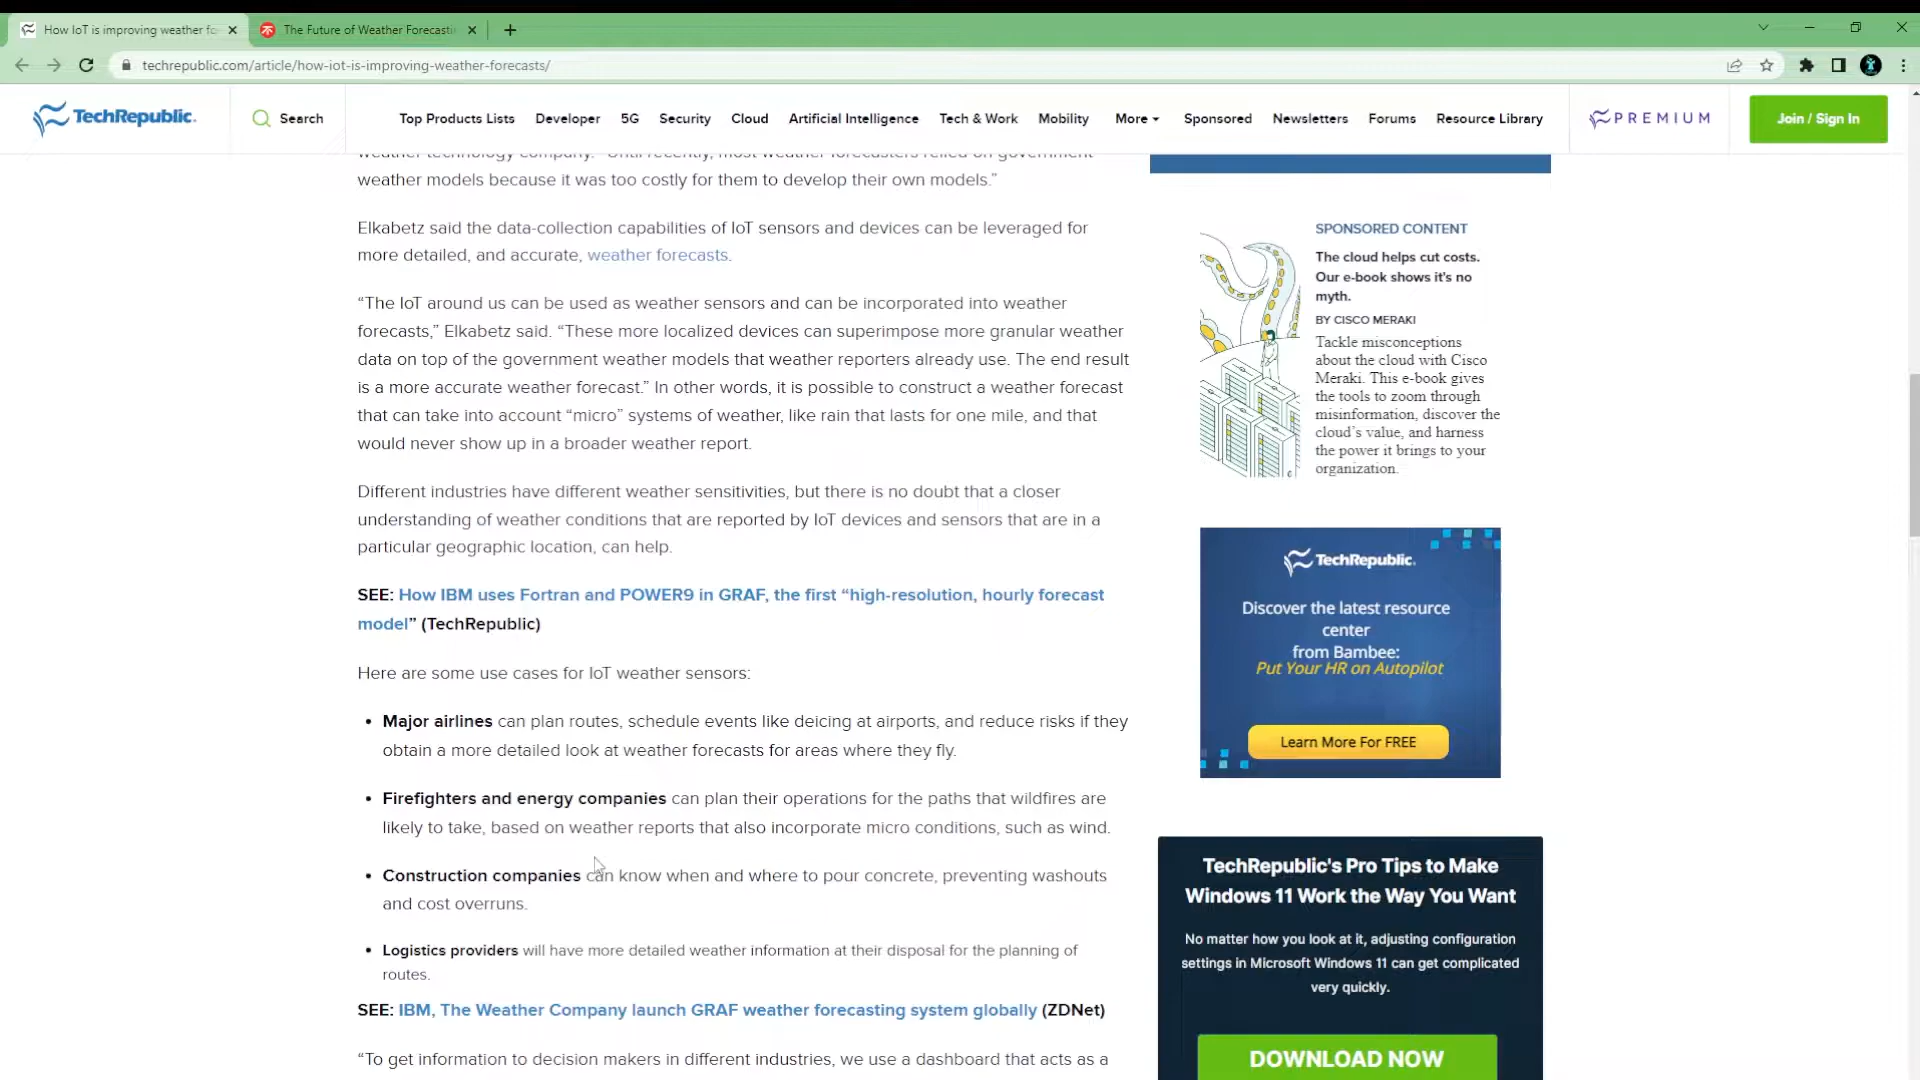 How IoT is improving weather fo
The Future of Weather Forecasti
techrepublic.com/article/how-iot-is-improving-weather-forecasts/
TechRepublic.
Search
Top Products Lists
Developer
5G
Security
Cloud
Artificial Intelligence
Tech & Work
Mobility
More
Sponsored
Newsletters
Forums
Resource Library
PREMIUM
Join / Sign In
weather technology company. “Until recently, most weather forecasters relied on government
weather models because it was too costly for them to develop their own models.”
Elkabetz said the data-collection capabilities of IoT sensors and devices can be leveraged for
more detailed, and accurate, weather forecasts.
“The IoT around us can be used as weather sensors and can be incorporated into weather
forecasts,” Elkabetz said. “These more localized devices can superimpose more granular weather
data on top of the government weather models that weather reporters already use. The end result
is a more accurate weather forecast.” In other words, it is possible to construct a weather forecast
that can take into account “micro” systems of weather, like rain that lasts for one mile, and that
would never show up in a broader weather report.
Different industries have different weather sensitivities, but there is no doubt that a closer
understanding of weather conditions that are reported by IoT devices and sensors that are in a
particular geographic location, can help.
SEE: How IBM uses Fortran and POWER9 in GRAF, the first “high-resolution, hourly forecast
model” (TechRepublic)
Here are some use cases for IoT weather sensors:
• Major airlines can plan routes, schedule events like deicing at airports, and reduce risks if they
obtain a more detailed look at weather forecasts for areas where they fly.
• Firefighters and energy companies can plan their operations for the paths that wildfires are
likely to take, based on weather reports that also incorporate micro conditions, such as wind.
• Construction companies can know when and where to pour concrete, preventing washouts
and cost overruns.
• Logistics providers will have more detailed weather information at their disposal for the planning of
routes.
SEE: IBM, The Weather Company launch GRAF weather forecasting system globally (ZDNet)
“To get information to decision makers in different industries, we use a dashboard that acts as a
SPONSORED CONTENT
The cloud helps cut costs.
Our e-book shows it's no
myth.
BY CISCO MERAKI
Tackle misconceptions
about the cloud with Cisco
Meraki. This e-book gives
the tools to zoom through
misinformation, discover the
cloud’s value, and harness
the power it brings to your
organization.
TechRepublic.
Discover the latest resource
center
from Bambee:
Put Your HR on Autopilot
Learn More For FREE
TechRepublic's Pro Tips to Make
Windows 11 Work the Way You Want
No matter how you look at it, adjusting configuration
settings in Microsoft Windows 11 can get complicated
very quickly.
DOWNLOAD NOW